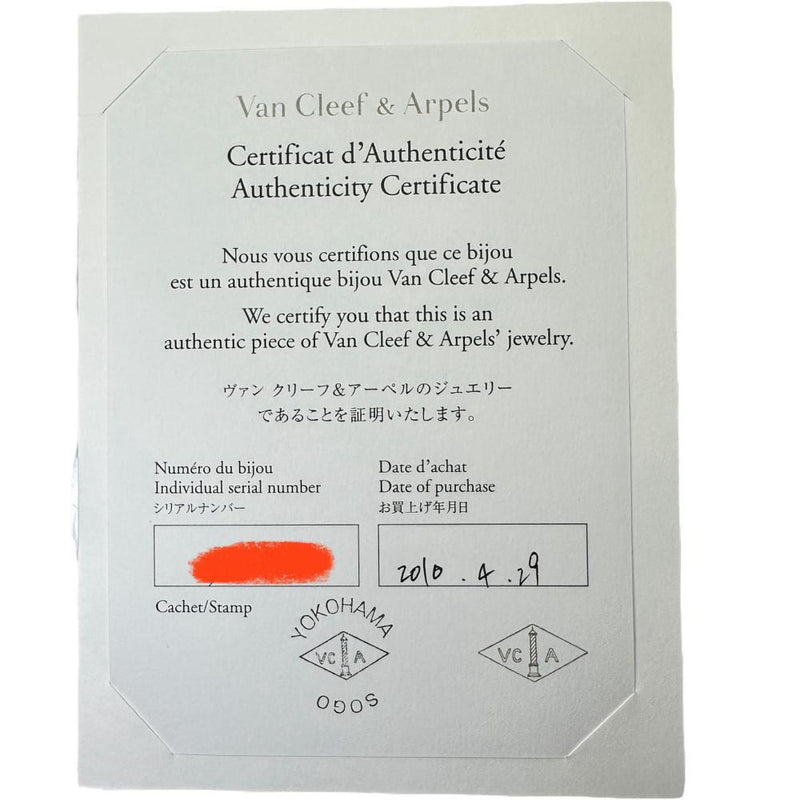 Van Cleef & Arpels
Certificat d'Authenticité
Authenticity Certificate
Nous vous certifions que ce bijou
est un authentique bijou Van Cleef & Arpels.
We certify you that this is an
authentic piece of Van Cleef & Arpels' jewelry.
ヴァン クリーフ&アーペルのジュエリー
であることを証明いたします。
Numéro du bijou
Individual serial number
シリアルナンバー
Date d'achat
Date of purchase
お買上げ年月日
2010.4.29
Cachet/Stamp
YOKOHAMA
VC A
SOGO
VC A